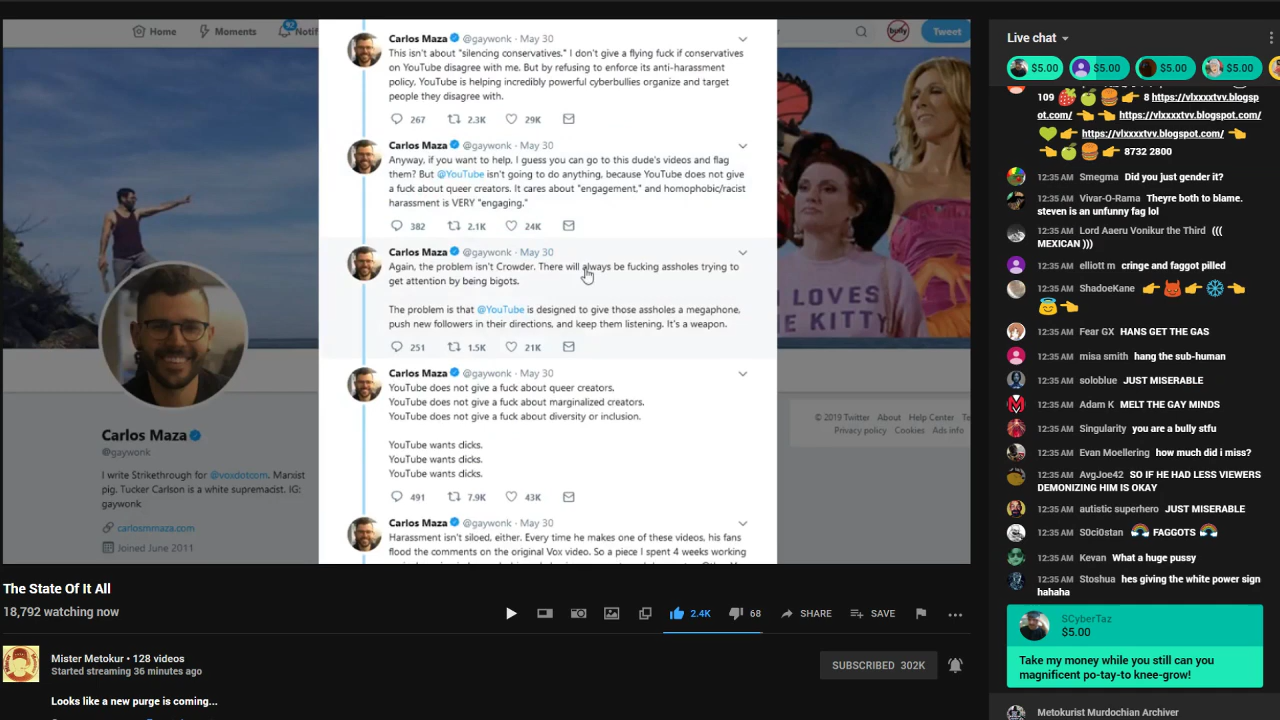 Home
Moments
92
Notifi
Tweet
Carlos Maza @gaywonk · May 30
This isn't about "silencing conservatives." I don't give a flying fuck if conservatives
on YouTube disagree with me. But by refusing to enforce its anti-harassment
policy, YouTube is helping incredibly powerful cyberbullies organize and target
people they disagree with.
267 2.3K 29K
Carlos Maza @gaywonk · May 30
Anyway, if you want to help, I guess you can go to this dude's videos and flag
them? But @YouTube isn't going to do anything, because YouTube does not give
a fuck about queer creators. It cares about "engagement," and homophobic/racist
harassment is VERY "engaging."
382 2.1K 24K
Carlos Maza @gaywonk · May 30
Again, the problem isn't Crowder. There will always be fucking assholes trying to
get attention by being bigots.
The problem is that @YouTube is designed to give those assholes a megaphone,
push new followers in their directions, and keep them listening. It's a weapon.
251 1.5K 21K
Carlos Maza @gaywonk · May 30
YouTube does not give a fuck about queer creators.
YouTube does not give a fuck about marginalized creators.
YouTube does not give a fuck about diversity or inclusion.
YouTube wants clicks.
YouTube wants clicks.
YouTube wants clicks.
491 7.9K 43K
Carlos Maza @gaywonk · May 30
Harassment isn't siloed, either. Every time he makes one of these videos, his fans
flood the comments on the original Vox video. So a piece I spent 4 weeks working
Carlos Maza
@gaywonk
I write Strikethrough for @voxdotcom. Marxist
pig. Tucker Carlson is a white supremacist. IG:
gaywonk
carlosmmaza.com
Joined June 2011
LOVES
E KITTY
© 2019 Twitter About Help Center Te
Privacy policy Cookies Ads info
The State Of It All
18,792 watching now
2.4K 68 SHARE SAVE
Mister Metokur • 128 videos
Started streaming 36 minutes ago
SUBSCRIBED 302K
Looks like a new purge is coming...
Live chat
$5.00 $5.00 $5.00 $5.00
109 🍓 🍏 🍔 👉 8 https://vlxxxxtvv.blogsp
ot.com/ 👈 👈 https://vlxxxxtvv.blogspot.com/
💚 👉 https://vlxxxxtvv.blogspot.com/ 👈
👈 🍏 🍔 👉 8732 2800
12:35 AM Smegma Did you just gender it?
12:35 AM Vivar-O-Rama Theyre both to blame.
steven is an unfunny fag lol
12:35 AM Lord Aaeru Vonikur the Third (((
MEXICAN )))
12:35 AM elliott m cringe and faggot pilled
12:35 AM ShadoeKane 👉 👹 👉 ❄ 👈
😇 👈
12:35 AM Fear GX HANS GET THE GAS
12:35 AM misa smith hang the sub-human
12:35 AM soloblue JUST MISERABLE
12:35 AM Adam K MELT THE GAY MINDS
12:35 AM Singularity you are a bully stfu
12:35 AM Evan Moellering how much did i miss?
12:35 AM AvgJoe42 SO IF HE HAD LESS VIEWERS
DEMONIZING HIM IS OKAY
12:35 AM autistic superhero JUST MISERABLE
12:35 AM S0ci0stan 🌈 FAGGOTS 🌈
12:35 AM Kevan What a huge pussy
12:35 AM Stoshua hes giving the white power sign
hahaha
SCyberTaz
$5.00
Take my money while you still can you
magnificent po-tay-to knee-grow!
Metokurist Murdochian Archiver